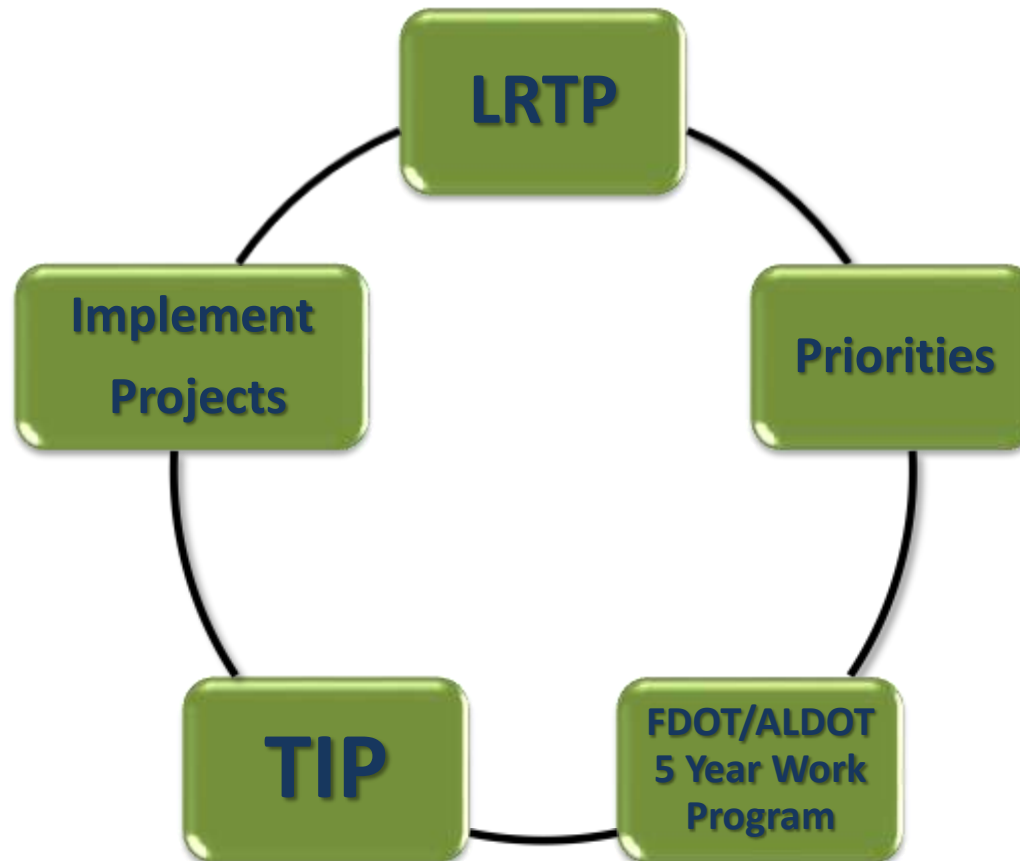 LRTP
Implement
Projects
Priorities
TIP
FDOT/ALDOT
5 Year Work
Program